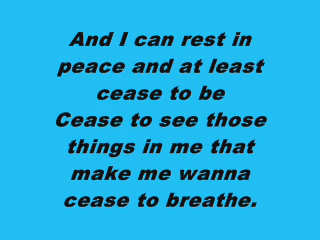 And I can rest in
peace and at least
cease to be
Cease to see those
things in me that
make me wanna
cease to breathe.